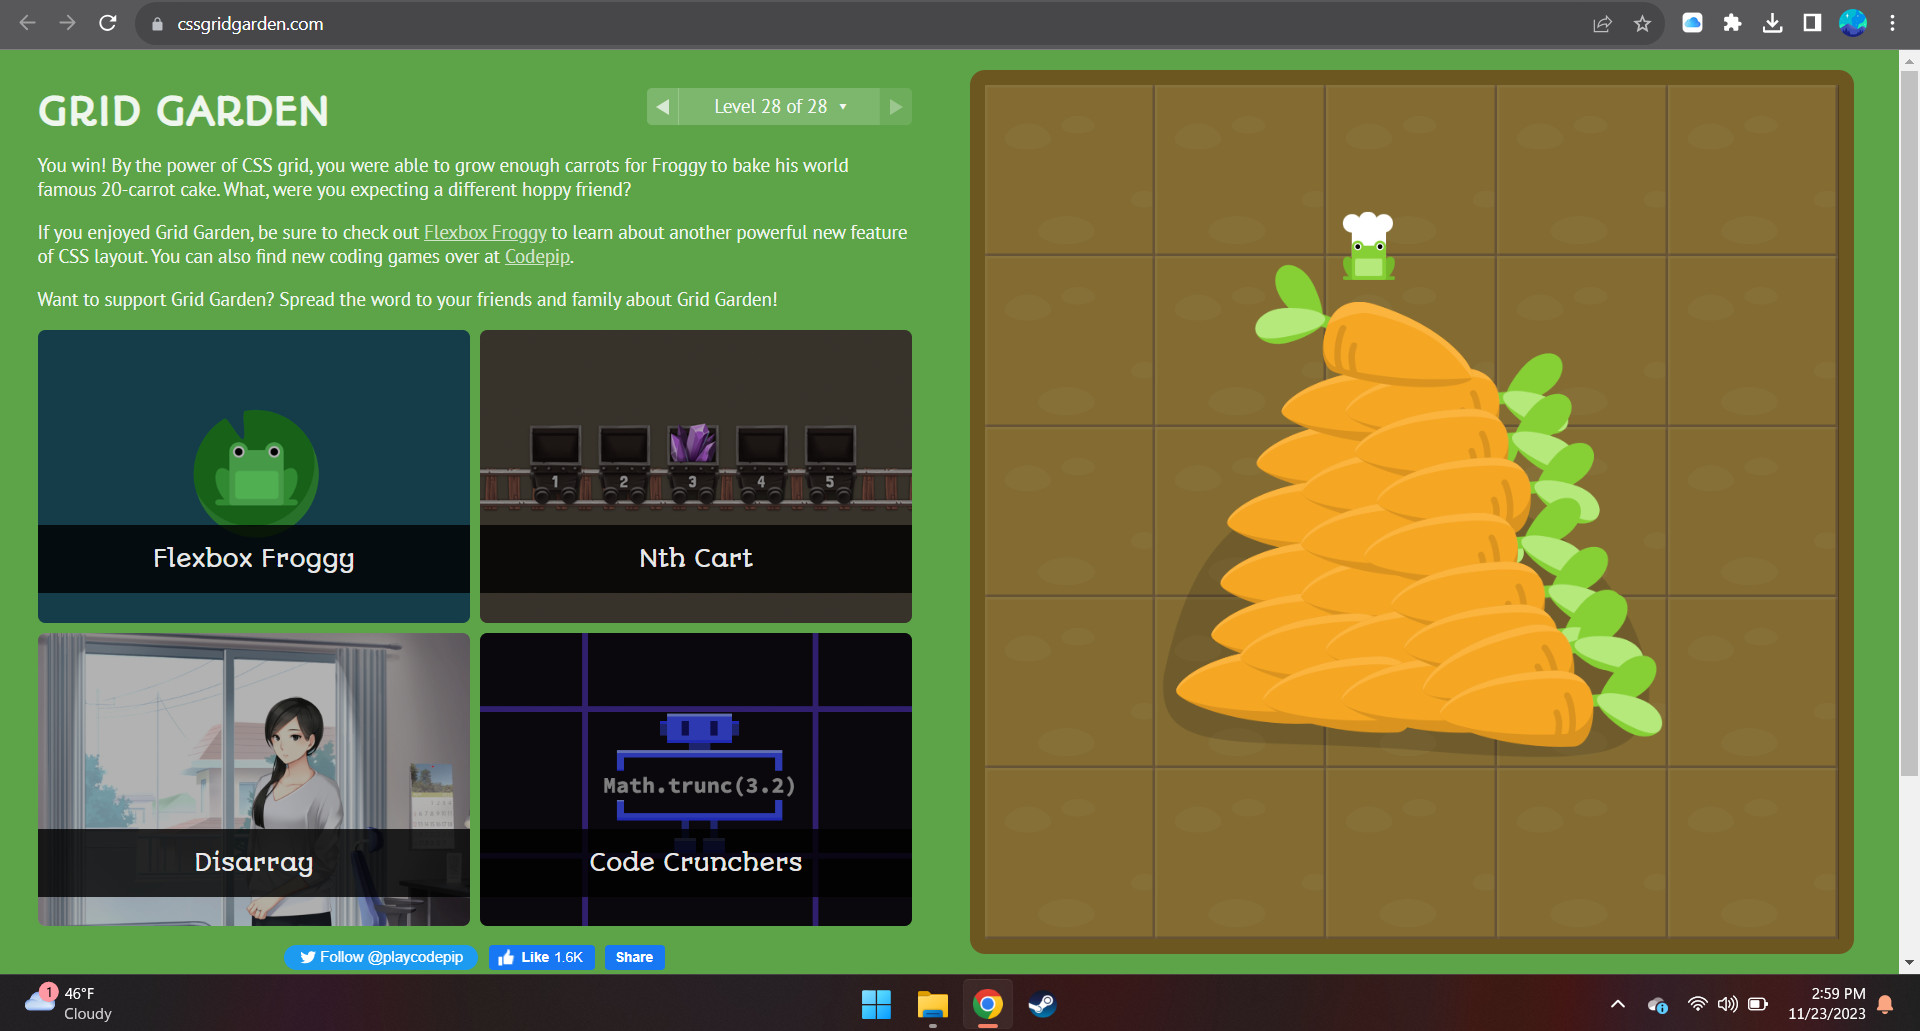 cssgridgarden.com
GRID GARDEN
Level 28 of 28
You win! By the power of CSS grid, you were able to grow enough carrots for Froggy to bake his world
famous 20-carrot cake. What, were you expecting a different hoppy friend?
If you enjoyed Grid Garden, be sure to check out Flexbox Froggy to learn about another powerful new feature
of CSS layout. You can also find new coding games over at Codepip.
Want to support Grid Garden? Spread the word to your friends and family about Grid Garden!
1 2 3 4 5
Flexbox Froggy
Nth Cart
Math.trunc(3.2)
Disarray
Code Crunchers
Follow @playcodepip
Like 1.6K
Share
1
46°F
Cloudy
2:59 PM
11/23/2023